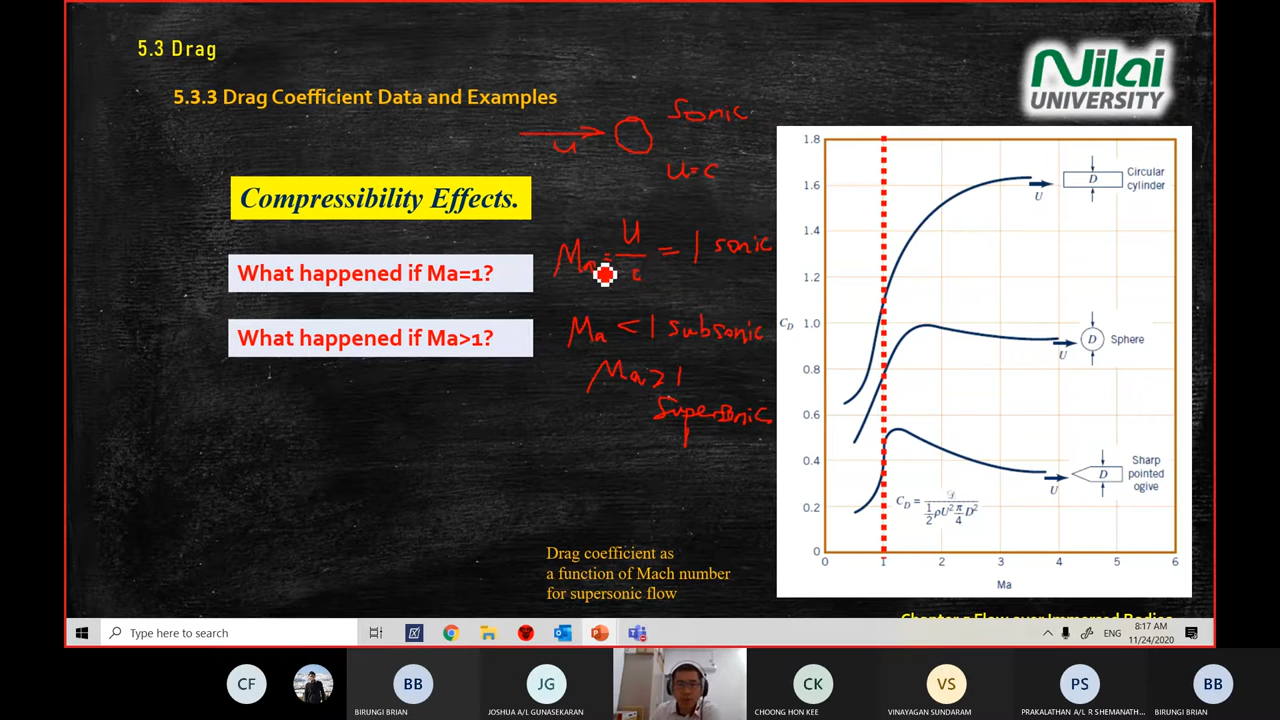 5.3 Drag
5.3.3 Drag Coefficient Data and Examples
Nilai
UNIVERSITY
Sonic
u
u=c
Compressibility Effects.
Ma = U/c = 1 sonic
What happened if Ma=1?
Ma < 1 subsonic
What happened if Ma>1?
Ma > 1
Supersonic
1.8
1.6
1.4
1.2
1.0
0.8
0.6
0.4
0.2
0
C_D
0 1 2 3 4 5 6
Ma
D
Circular
cylinder
U
D
Sphere
U
D
Sharp
pointed
ogive
U
C_D = 𝒟 / (1/2 ρU² π/4 D²)
Drag coefficient as
a function of Mach number
for supersonic flow
Type here to search
ENG
8:17 AM
11/24/2020
CF
BB
BIRUNGI BRIAN
JG
JOSHUA A/L GUNASEKARAN
CK
CHOONG HON KEE
VS
VINAYAGAN SUNDARAM
PS
PRAKALATHAN A/L R SHEMANATH...
BB
BIRUNGI BRIAN